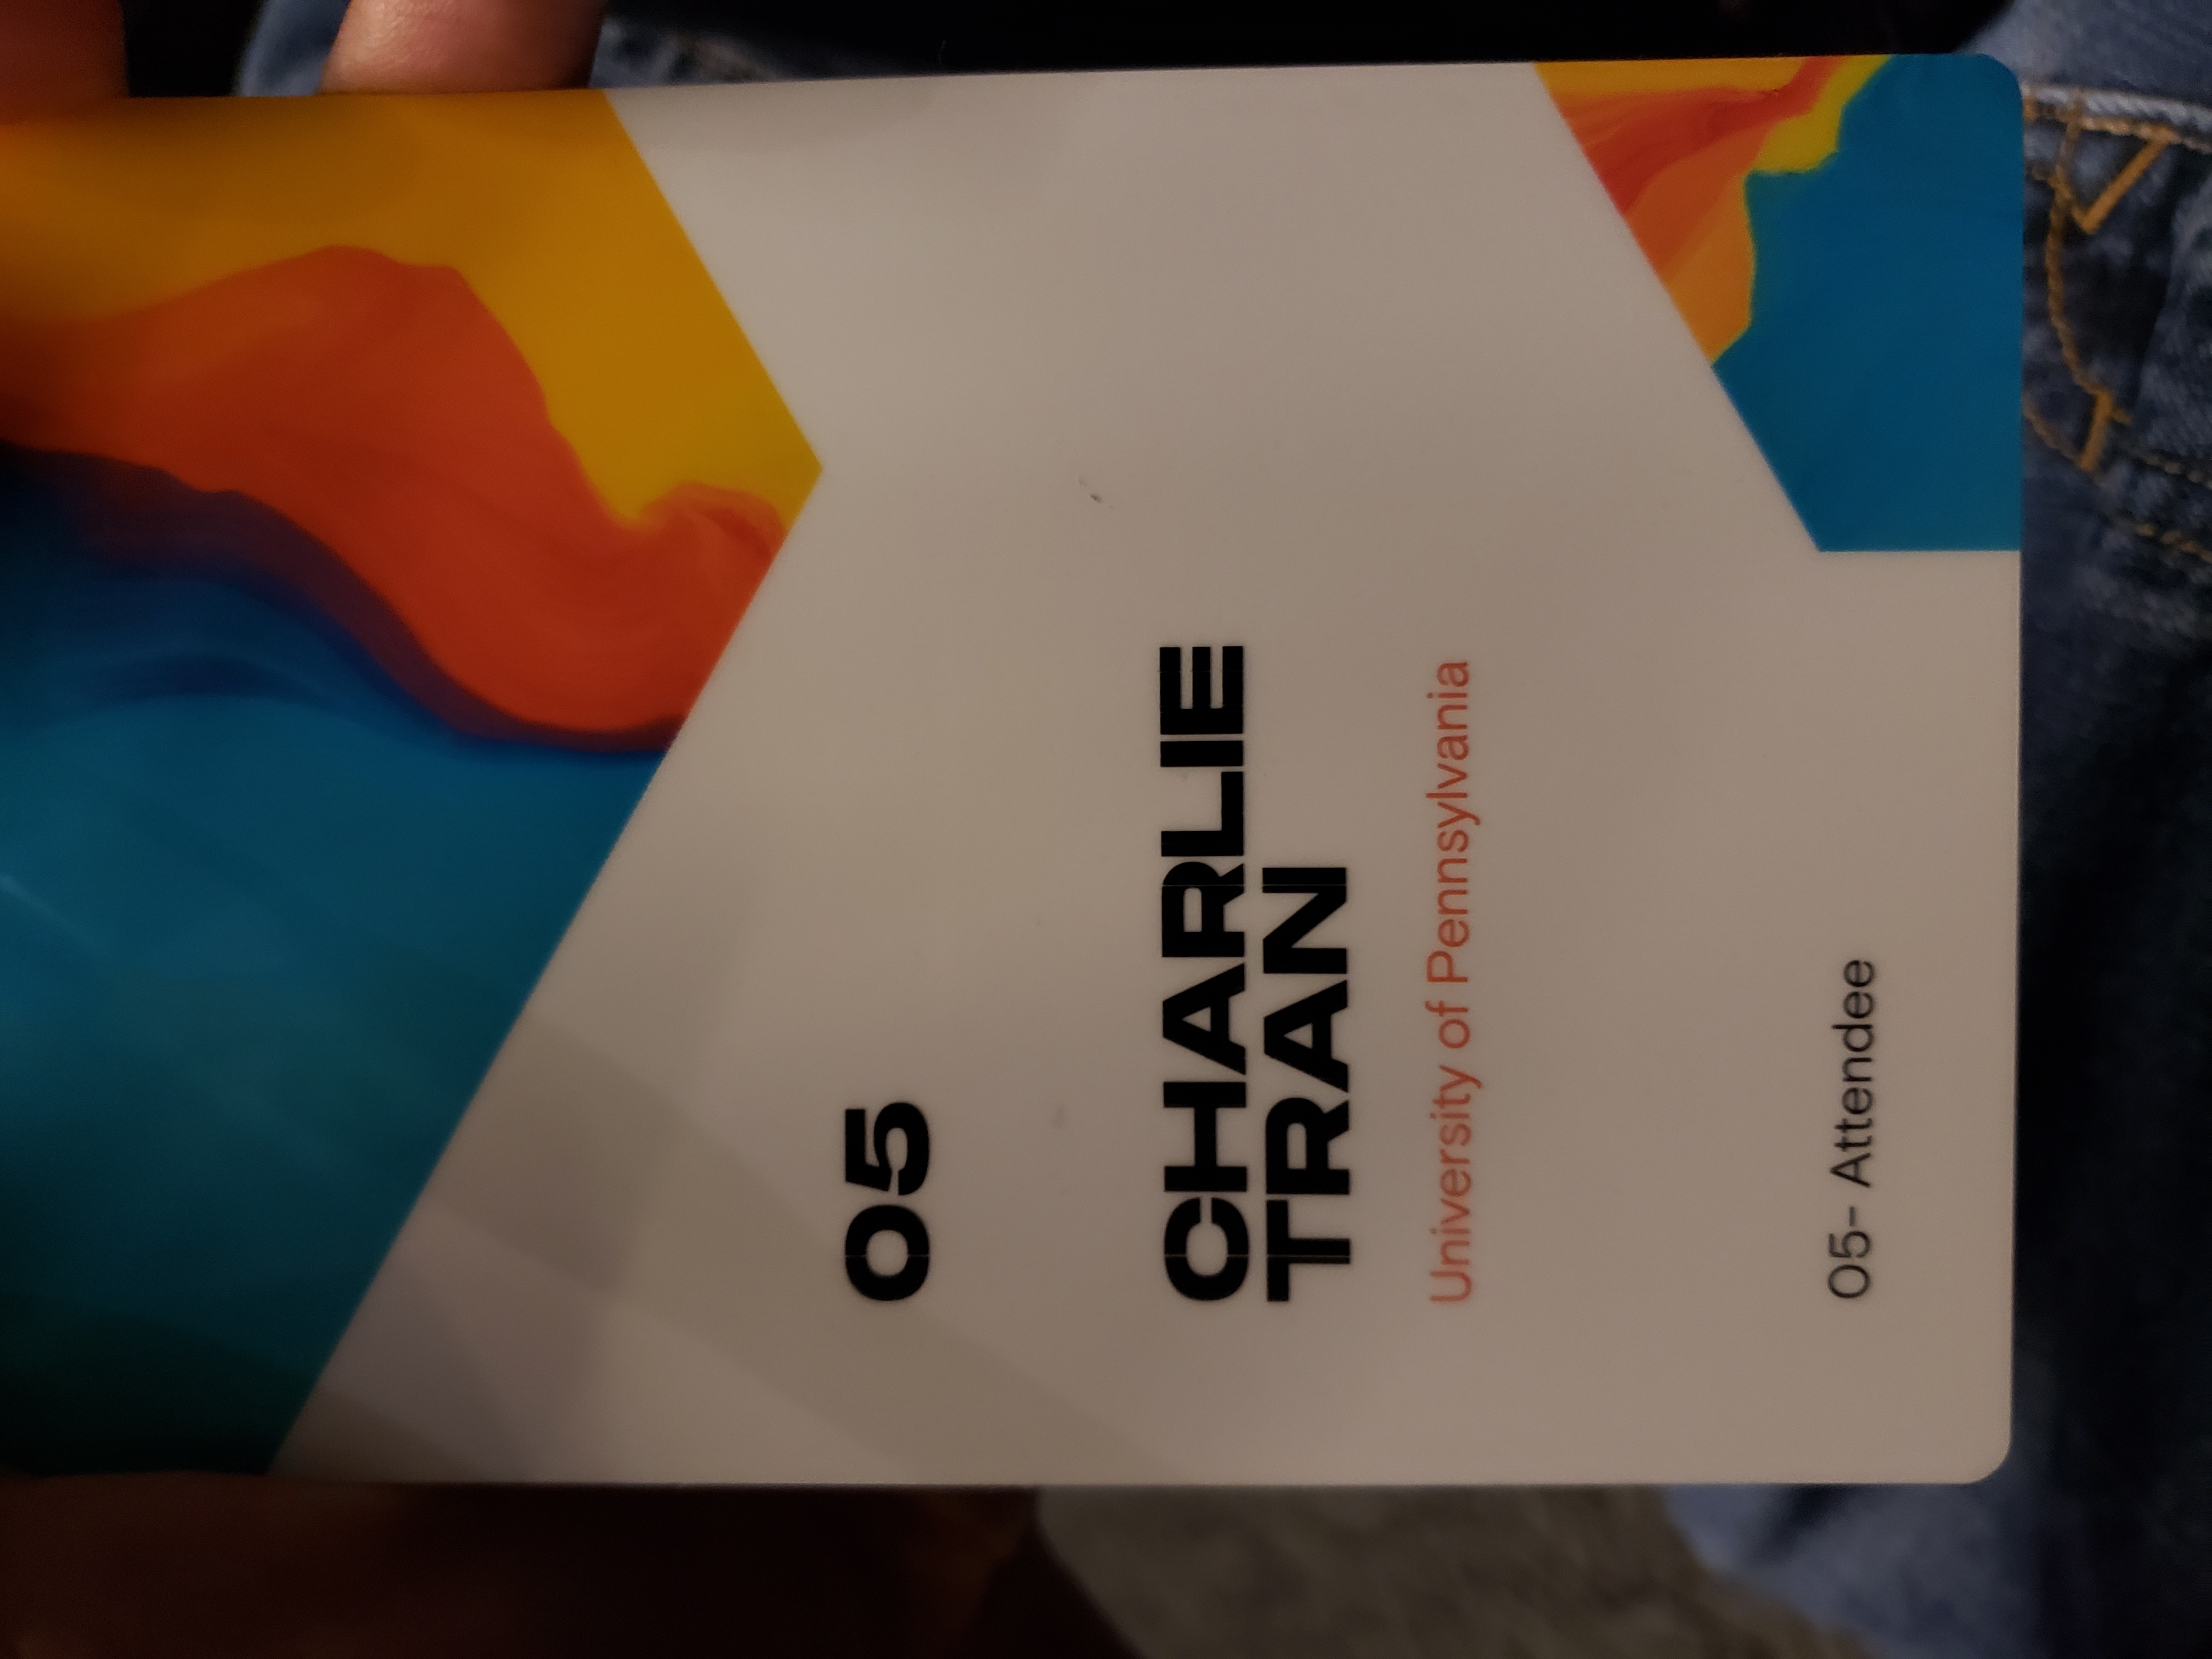 05
CHARLIE
TRAN
University of Pennsylvania
05- Attendee